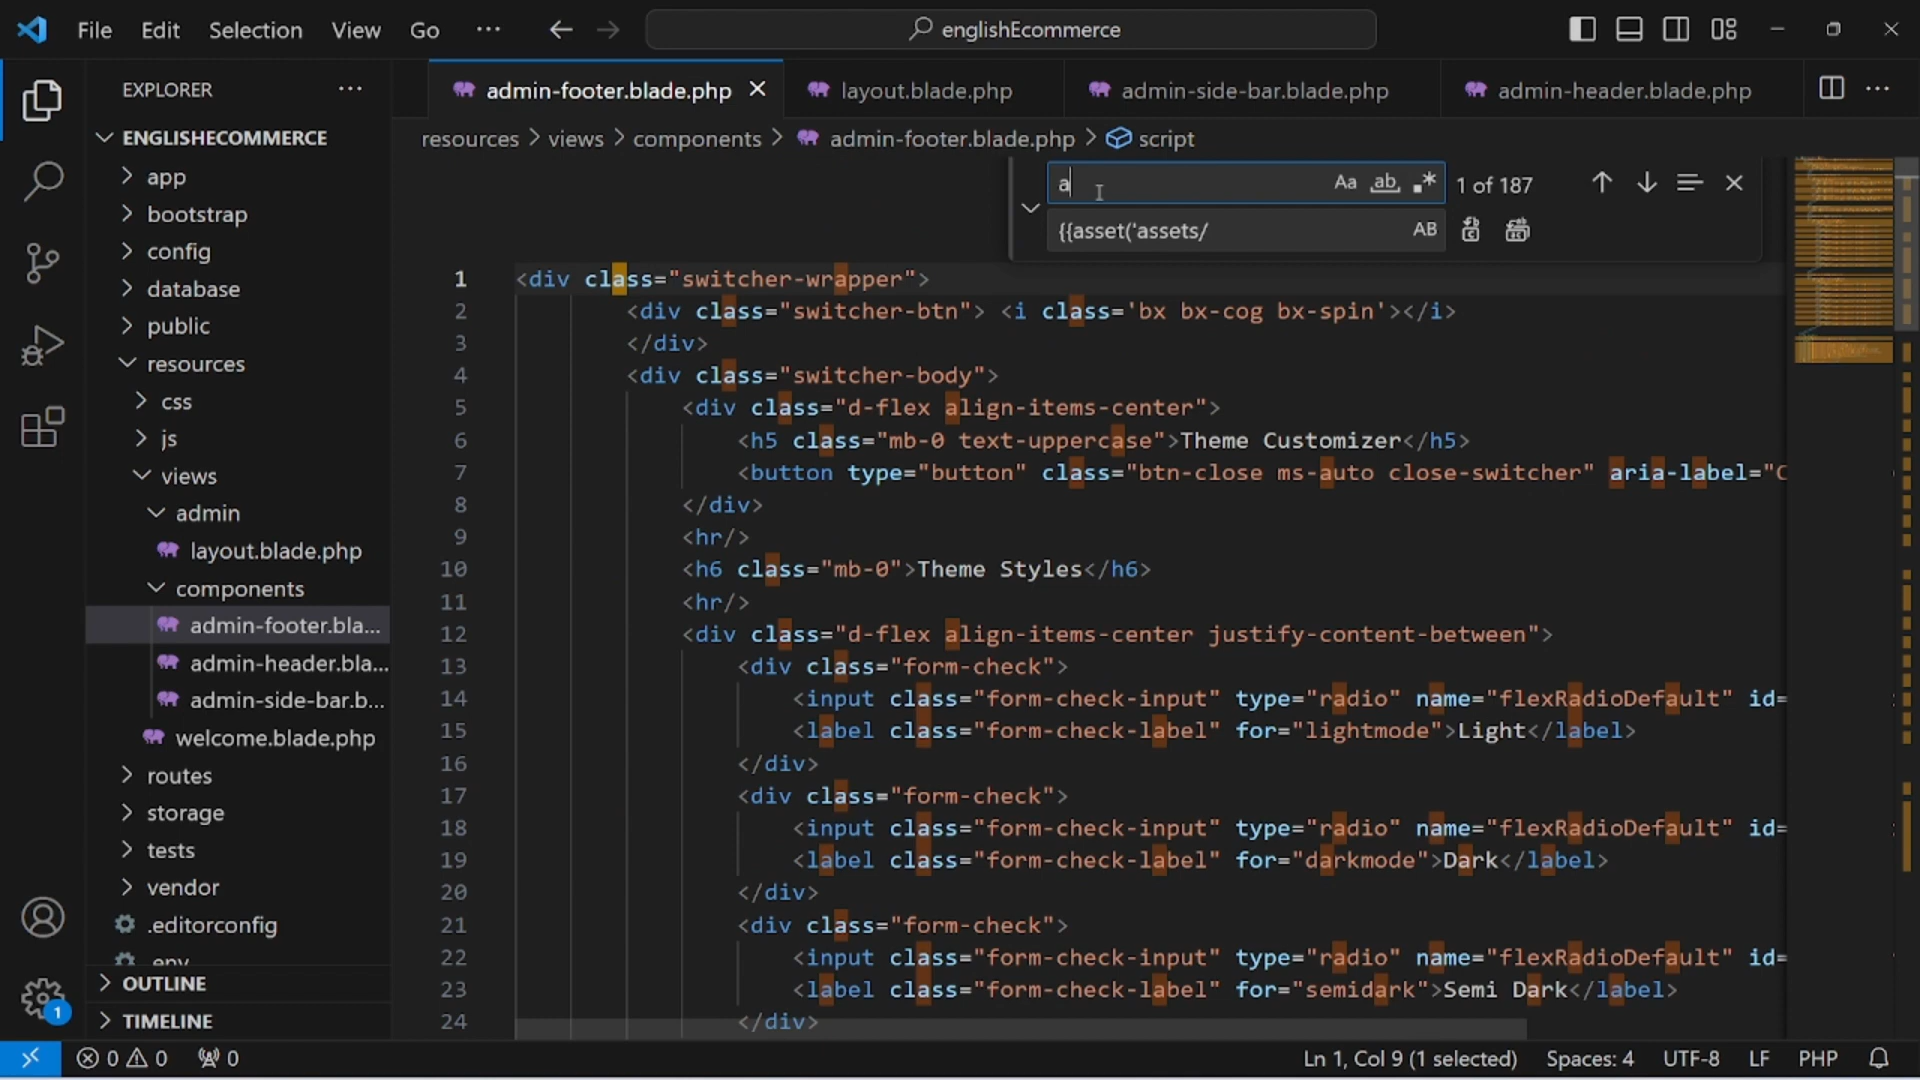 File Edit Selection View Go ··· englishEcommerce
EXPLORER ···
ENGLISHECOMMERCE
app
bootstrap
config
database
public
resources
css
js
views
admin
layout.blade.php
components
admin-footer.bla...
admin-header.bla...
admin-side-bar.b...
welcome.blade.php
routes
storage
tests
vendor
.editorconfig
.env
OUTLINE
TIMELINE
1
admin-footer.blade.php layout.blade.php admin-side-bar.blade.php admin-header.blade.php ···
resources > views > components > admin-footer.blade.php > script
a Aa ab .* 1 of 187
{{asset('assets/ AB
1 <div class="switcher-wrapper">
2 <div class="switcher-btn"> <i class='bx bx-cog bx-spin'></i>
3 </div>
4 <div class="switcher-body">
5 <div class="d-flex align-items-center">
6 <h5 class="mb-0 text-uppercase">Theme Customizer</h5>
7 <button type="button" class="btn-close ms-auto close-switcher" aria-label="C
8 </div>
9 <hr/>
10 <h6 class="mb-0">Theme Styles</h6>
11 <hr/>
12 <div class="d-flex align-items-center justify-content-between">
13 <div class="form-check">
14 <input class="form-check-input" type="radio" name="flexRadioDefault" id=
15 <label class="form-check-label" for="lightmode">Light</label>
16 </div>
17 <div class="form-check">
18 <input class="form-check-input" type="radio" name="flexRadioDefault" id=
19 <label class="form-check-label" for="darkmode">Dark</label>
20 </div>
21 <div class="form-check">
22 <input class="form-check-input" type="radio" name="flexRadioDefault" id=
23 <label class="form-check-label" for="semidark">Semi Dark</label>
24 </div>
0 0 0 Ln 1, Col 9 (1 selected) Spaces: 4 UTF-8 LF PHP